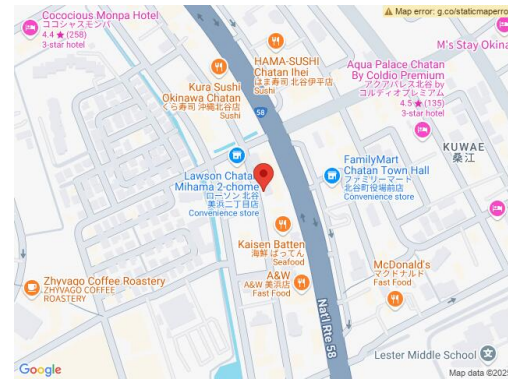 Map error: g.co/staticmaperro
Cococious Monpa Hotel
ココシャスモンパ
4.4 ★ (258)
3-star hotel
HAMA-SUSHI
Chatan Ihei
はま寿司 北谷伊平店
Sushi
M's Stay Okina
Kura Sushi
Okinawa Chatan
くら寿司 沖縄北谷店
Sushi
Aqua Palace Chatan
By Coldio Premium
アクアパレス北谷 by
コルディオプレミアム
4.5 ★ (135)
3-star hotel
58
KUWAE
桑江
Lawson Chatan
Mihama 2-chome
ローソン 北谷
美浜二丁目店
Convenience store
FamilyMart
Chatan Town Hall
ファミリーマート
北谷町役場前店
Convenience store
Kaisen Batten
海鮮 ばってん
Seafood
A&W
A&W 美浜店
Fast Food
McDonald's
マクドナルド
Fast Food
Zhyvago Coffee Roastery
ZHYVAGO COFFEE
ROASTERY
Nat'l Rte 58
Lester Middle School
Google
Map data ©2025